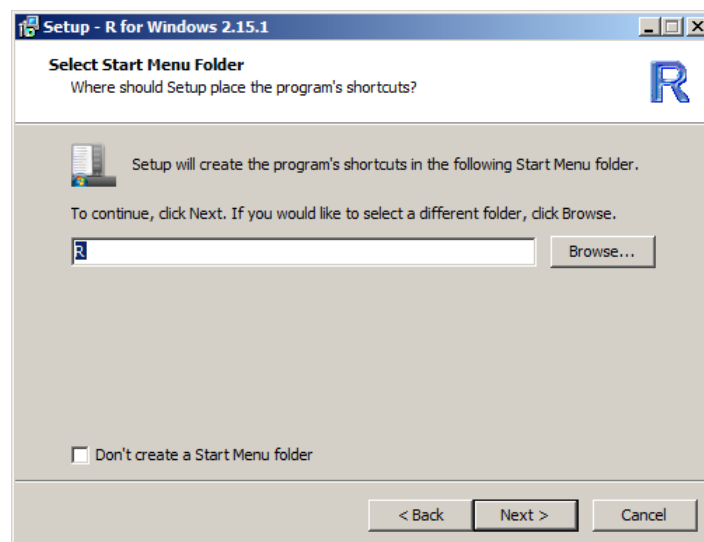 Setup - R for Windows 2.15.1
Select Start Menu Folder
Where should Setup place the program's shortcuts?
R
Setup will create the program's shortcuts in the following Start Menu folder.
To continue, click Next. If you would like to select a different folder, click Browse.
R
Browse...
Don't create a Start Menu folder
< Back
Next >
Cancel